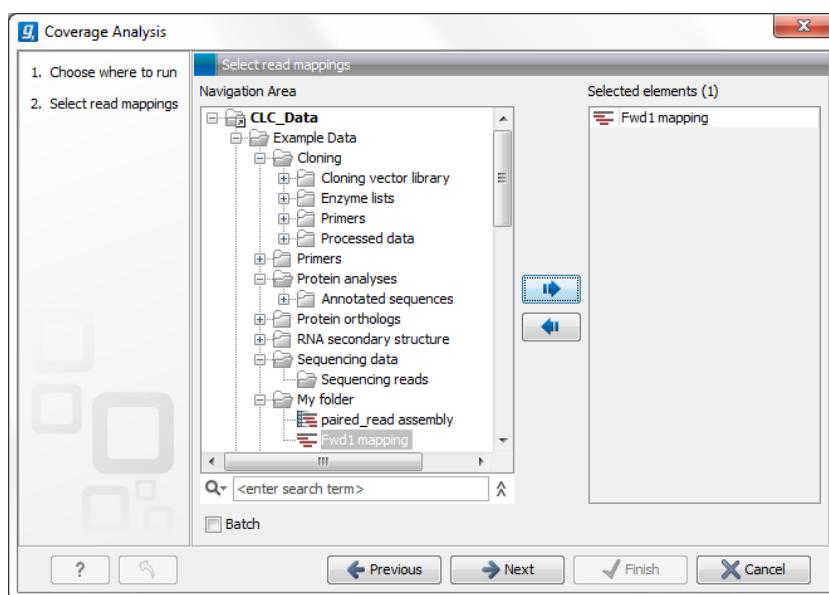 Coverage Analysis
1. Choose where to run
2. Select read mappings
Select read mappings
Navigation Area
CLC_Data
Example Data
Cloning
Cloning vector library
Enzyme lists
Primers
Processed data
Primers
Protein analyses
Annotated sequences
Protein orthologs
RNA secondary structure
Sequencing data
Sequencing reads
My folder
paired_read assembly
Fwd1 mapping
<enter search term>
Batch
Selected elements (1)
Fwd1 mapping
?
Previous
Next
Finish
Cancel